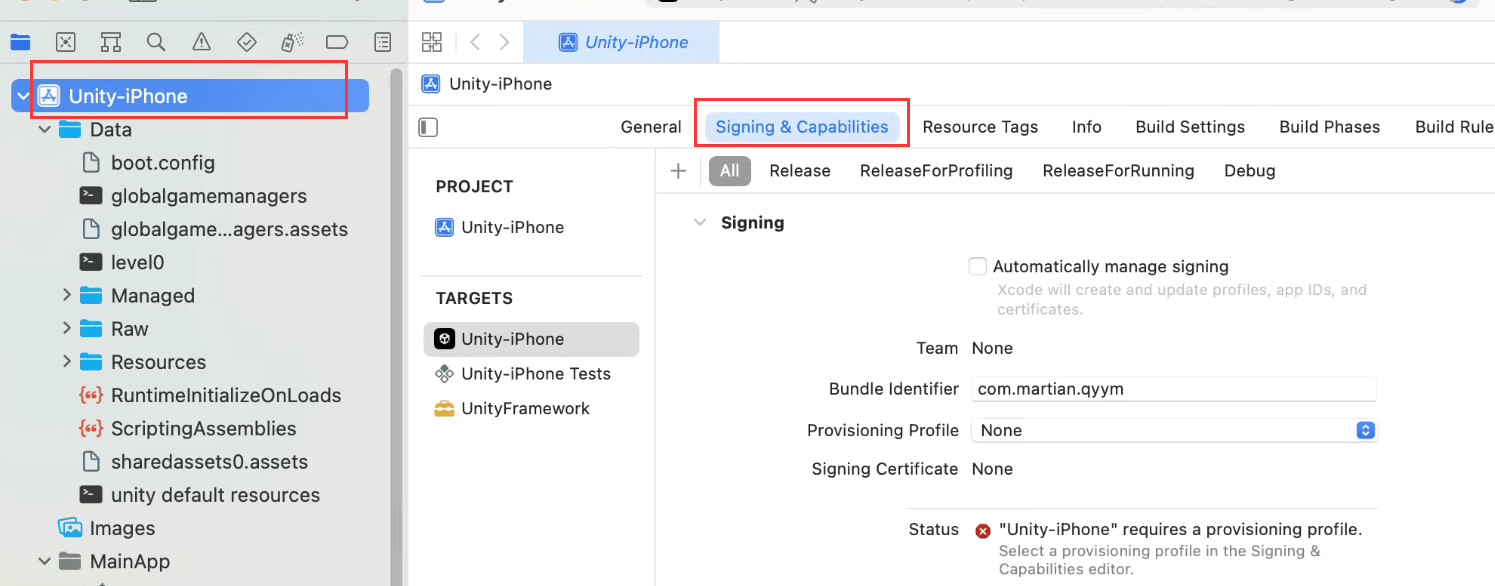 Unity-iPhone
Data
boot.config
globalgamemanagers
globalgame...agers.assets
level0
Managed
Raw
Resources
RuntimeInitializeOnLoads
ScriptingAssemblies
sharedassets0.assets
unity default resources
Images
MainApp
Unity-iPhone
Unity-iPhone
General Signing & Capabilities Resource Tags Info Build Settings Build Phases Build Rule
PROJECT
Unity-iPhone
TARGETS
Unity-iPhone
Unity-iPhone Tests
UnityFramework
All Release ReleaseForProfiling ReleaseForRunning Debug
Signing
Automatically manage signing
Xcode will create and update profiles, app IDs, and
certificates.
Team None
Bundle Identifier com.martian.qyym
Provisioning Profile None
Signing Certificate None
Status "Unity-iPhone" requires a provisioning profile.
Select a provisioning profile in the Signing &
Capabilities editor.